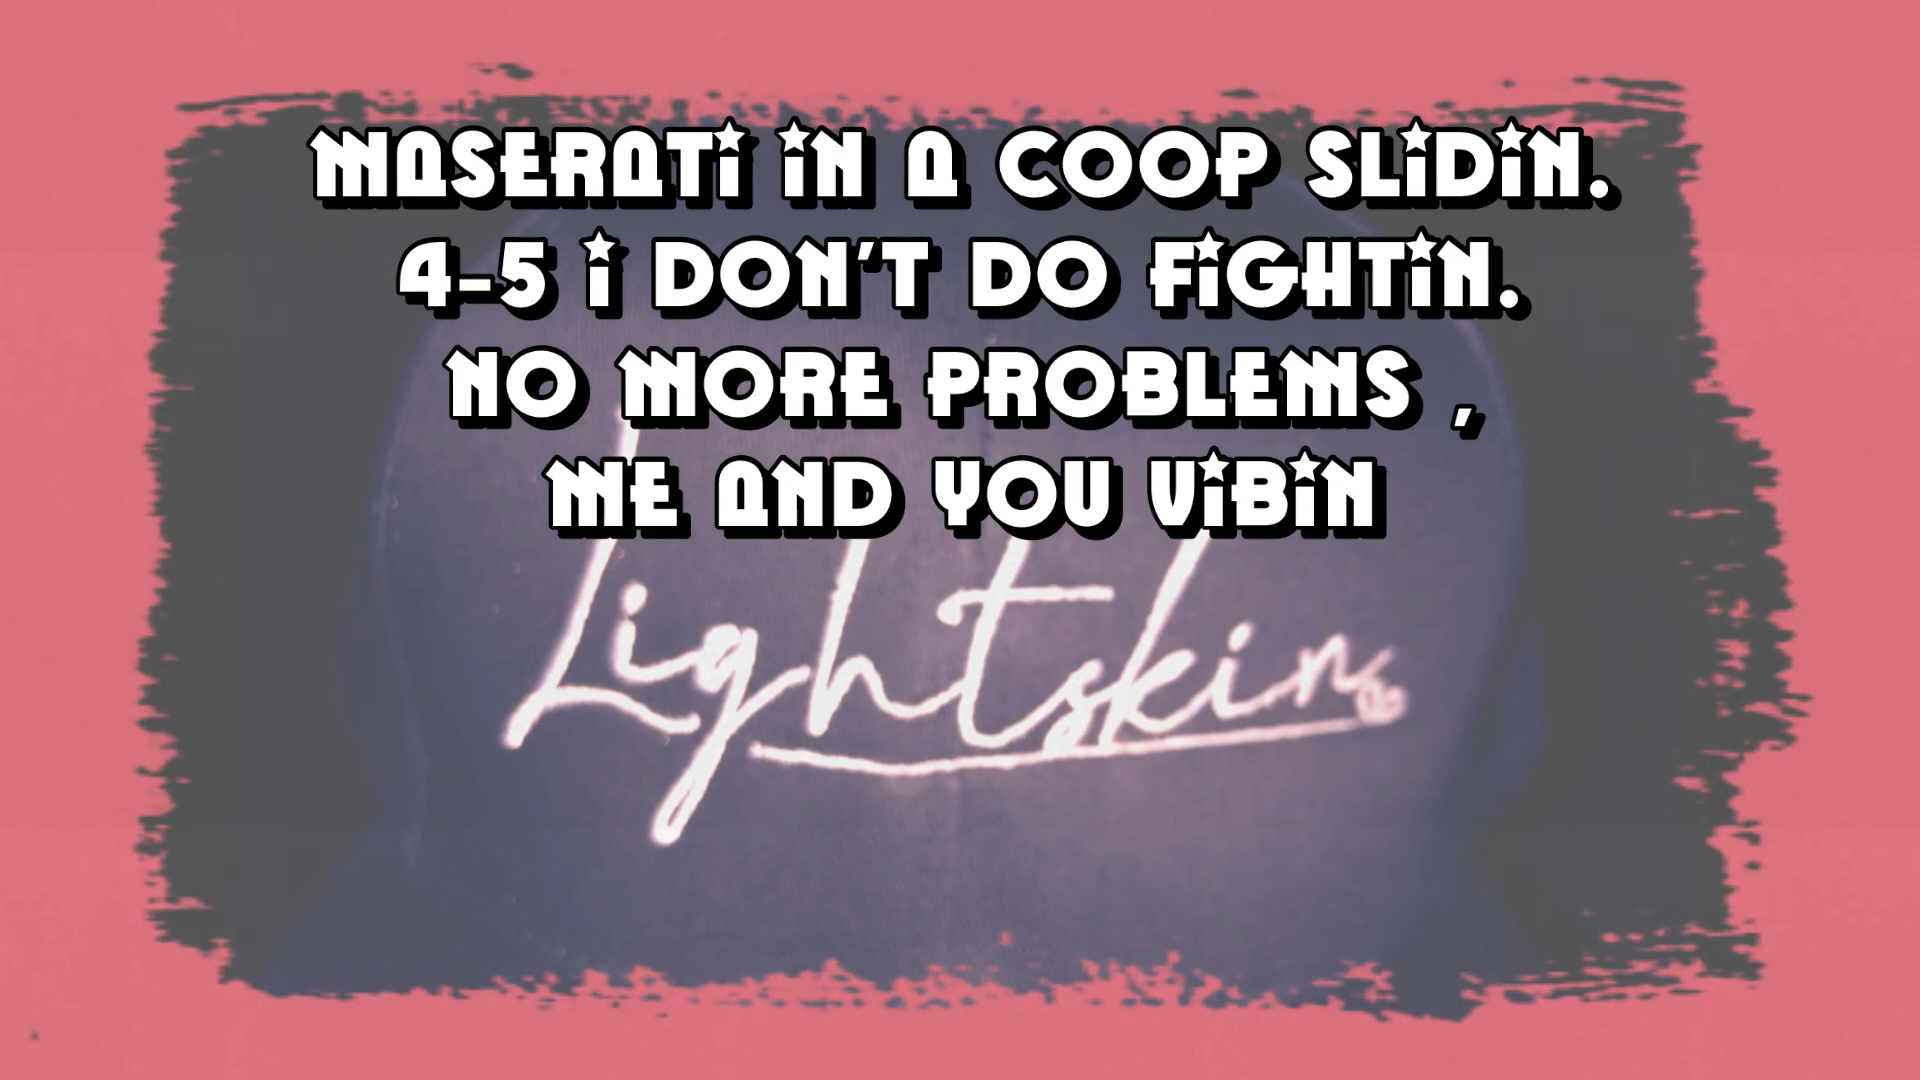 MASERATi iN A COOP SLiDiN.
4-5 i DON'T DO FiGHTiN.
NO MORE PROBLEMS ,
ME AND YOU ViBiN
Lightskin